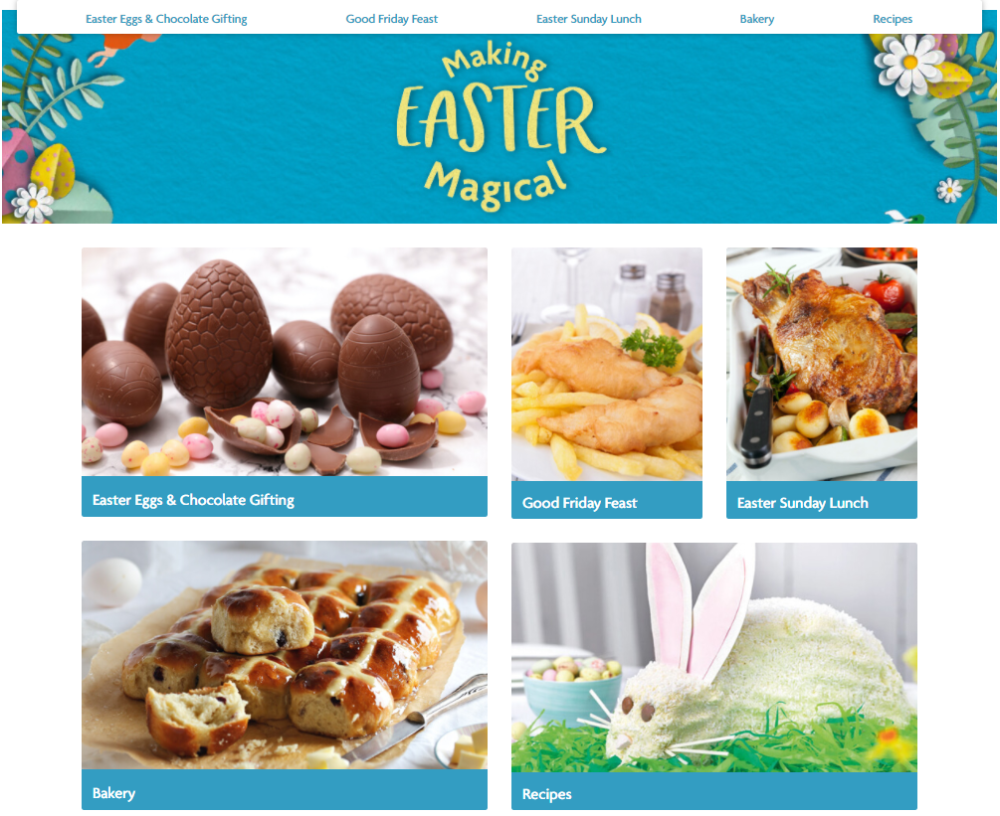 Easter Eggs & Chocolate Gifting
Good Friday Feast
Easter Sunday Lunch
Bakery
Recipes
Making
EASTER
Magical
Easter Eggs & Chocolate Gifting
Good Friday Feast
Easter Sunday Lunch
Bakery
Recipes